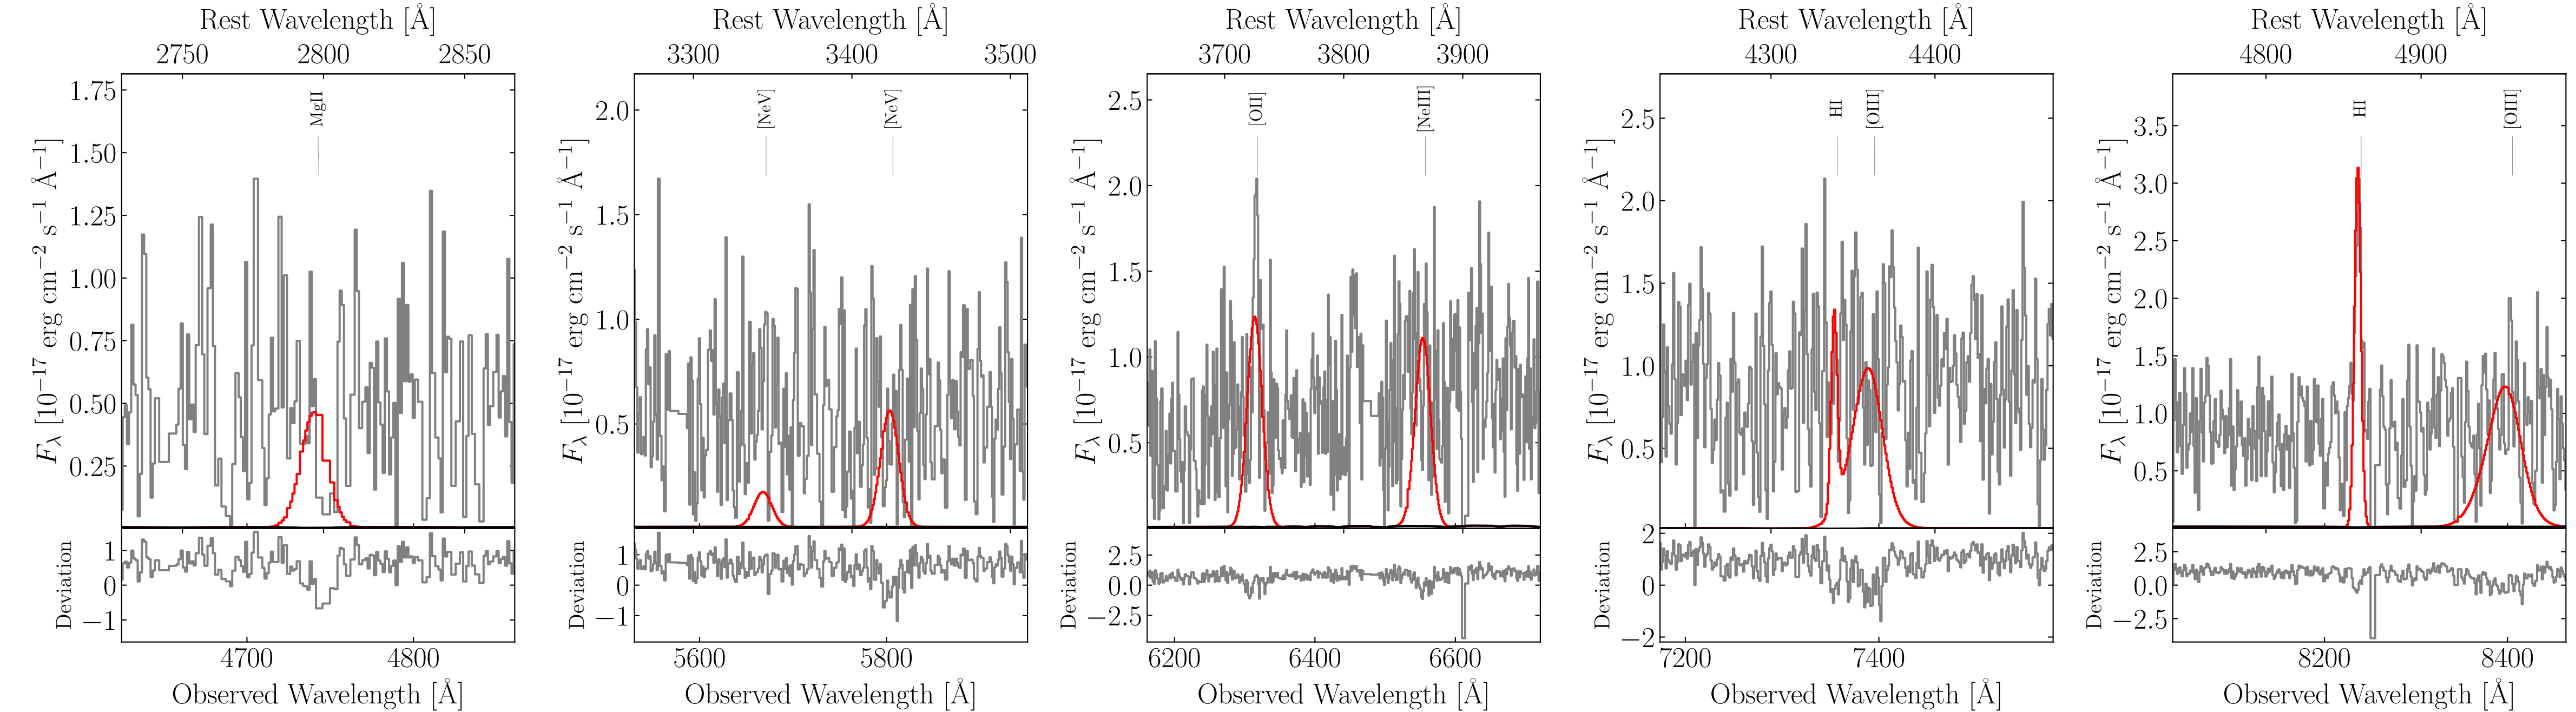 Rest Wavelength [Å]
2750 2800 2850
1.75
1.50
1.25
1.00
0.75
0.50
0.25
F_λ [10⁻¹⁷ erg cm⁻² s⁻¹ Å⁻¹]
MgII
1
0
−1
Deviation
4700 4800
Observed Wavelength [Å]
Rest Wavelength [Å]
3300 3400 3500
2.0
1.5
1.0
0.5
F_λ [10⁻¹⁷ erg cm⁻² s⁻¹ Å⁻¹]
[NeV] [NeV]
1
0
−1
Deviation
5600 5800
Observed Wavelength [Å]
Rest Wavelength [Å]
3700 3800 3900
2.5
2.0
1.5
1.0
0.5
F_λ [10⁻¹⁷ erg cm⁻² s⁻¹ Å⁻¹]
[OII] [NeIII]
2.5
0.0
−2.5
Deviation
6200 6400 6600
Observed Wavelength [Å]
Rest Wavelength [Å]
4300 4400
2.5
2.0
1.5
1.0
0.5
F_λ [10⁻¹⁷ erg cm⁻² s⁻¹ Å⁻¹]
HI [OIII]
2
0
−2
Deviation
7200 7400
Observed Wavelength [Å]
Rest Wavelength [Å]
4800 4900
3.5
3.0
2.5
2.0
1.5
1.0
0.5
F_λ [10⁻¹⁷ erg cm⁻² s⁻¹ Å⁻¹]
HI [OIII]
2.5
0.0
−2.5
Deviation
8200 8400
Observed Wavelength [Å]